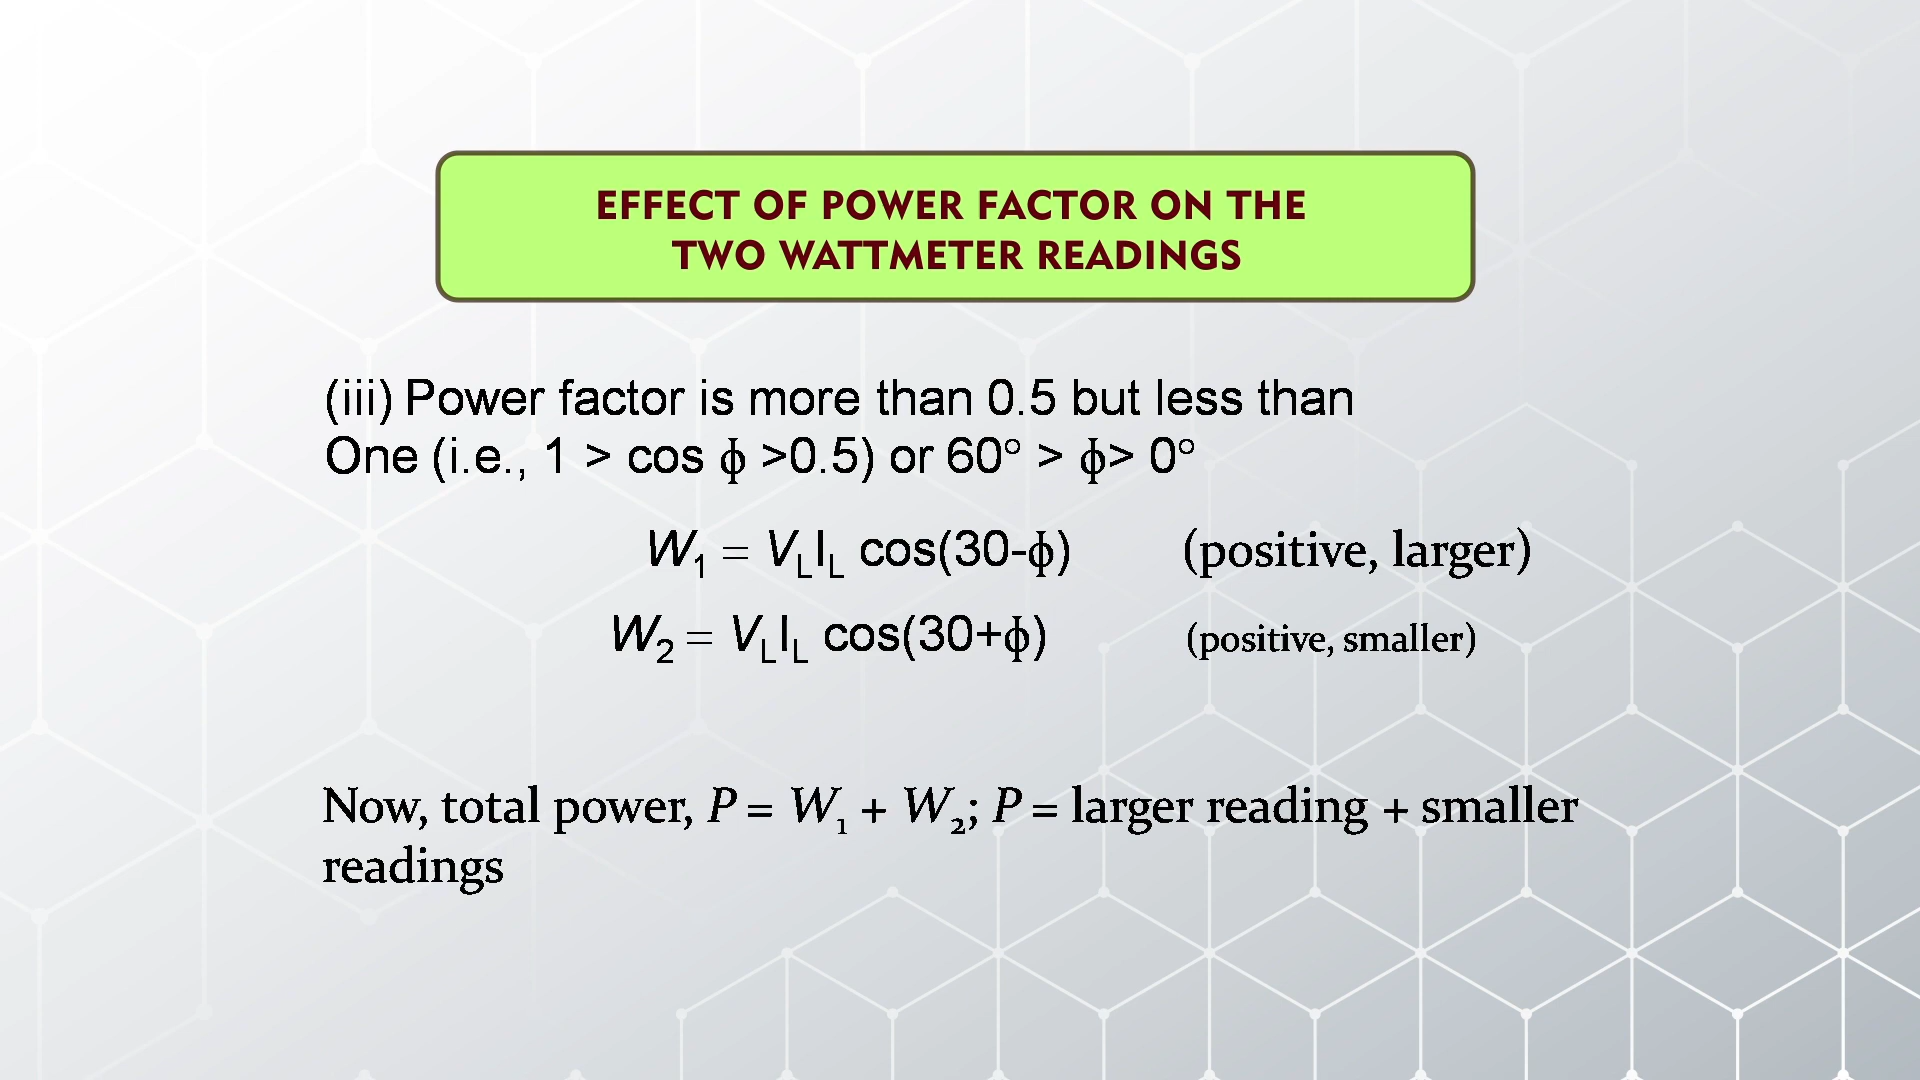 EFFECT OF POWER FACTOR ON THE
TWO WATTMETER READINGS
(iii) Power factor is more than 0.5 but less than
One (i.e., 1 > cos ϕ >0.5) or 60° > ϕ> 0°
W₁ = V_LI_L cos(30-ϕ) (positive, larger)
W₂ = V_LI_L cos(30+ϕ) (positive, smaller)
Now, total power, P = W₁ + W₂; P = larger reading + smaller
readings